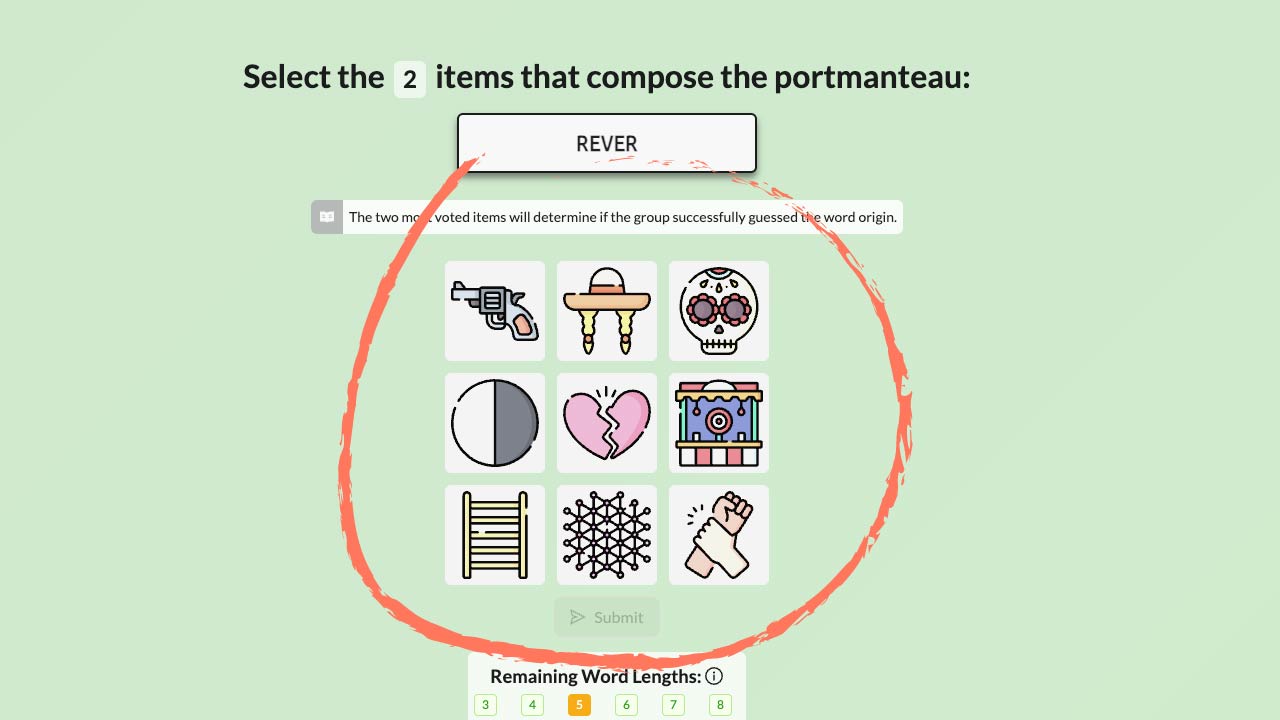 Select the 2 items that compose the portmanteau:
REVER
The two most voted items will determine if the group successfully guessed the word origin.
Submit
Remaining Word Lengths:
3 4 5 6 7 8